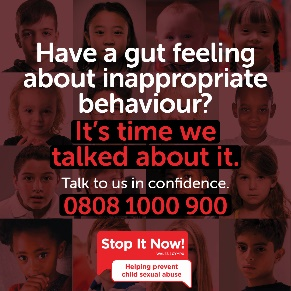 Have a gut feeling
about inappropriate
behaviour?
It's time we
talked about it.
Talk to us in confidence.
0808 1000 900
Stop It Now!
Helping prevent
child sexual abuse